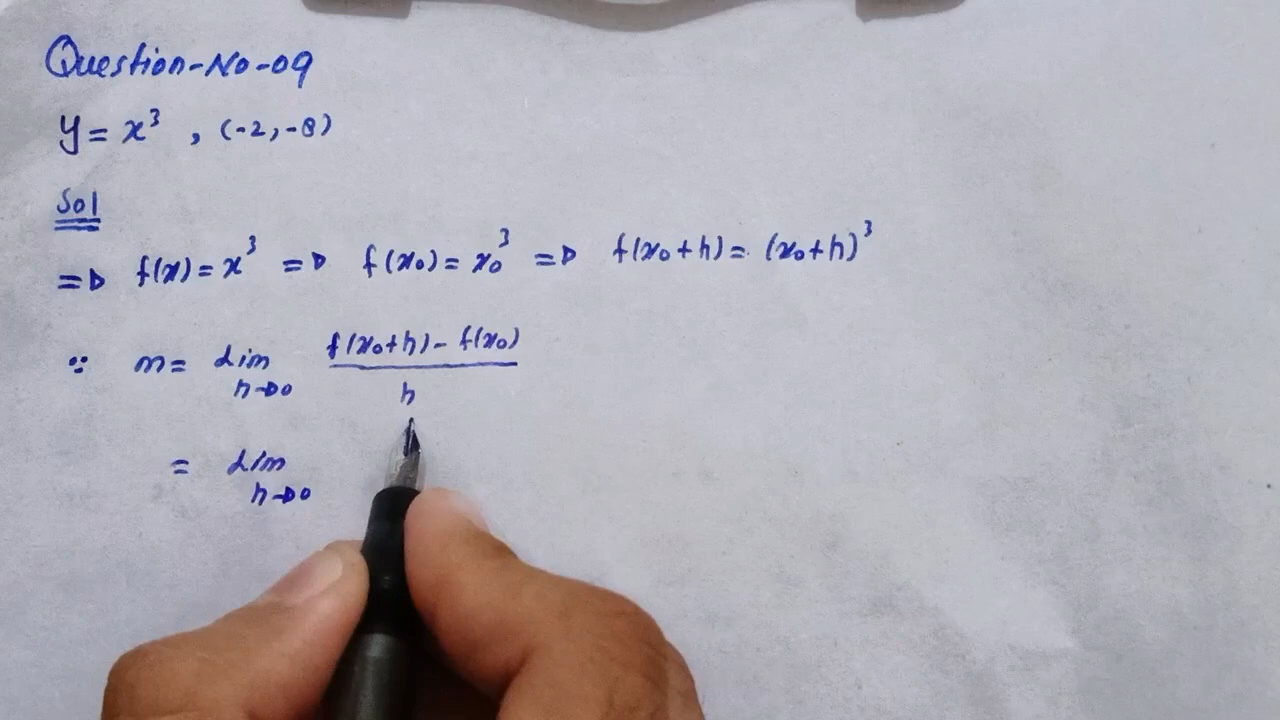 Question-No-09
y = x³ , (-2,-8)
Sol
=> f(x) = x³ => f(x₀) = x₀³ => f(x₀+h) = (x₀+h)³
∵ m = Lim h→0 f(x₀+h) - f(x₀) / h
= Lim h→0